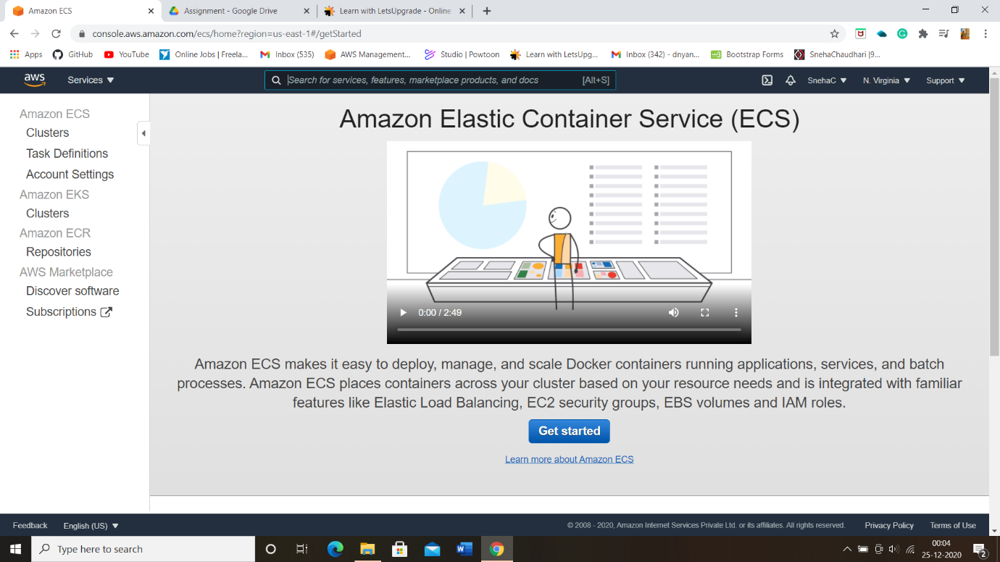 Amazon ECS
Assignment - Google Drive
Learn with LetsUpgrade - Online
console.aws.amazon.com/ecs/home?region=us-east-1#/getStarted
Apps
GitHub
YouTube
Online Jobs | Freela...
Inbox (535)
AWS Management...
Studio | Powtoon
Learn with LetsUpg...
Inbox (342) - dnyan...
Bootstrap Forms
SnehaChaudhari |9...
aws
Services
Search for services, features, marketplace products, and docs
[Alt+S]
SnehaC
N. Virginia
Support
Amazon ECS
Clusters
Task Definitions
Account Settings
Amazon EKS
Clusters
Amazon ECR
Repositories
AWS Marketplace
Discover software
Subscriptions
Amazon Elastic Container Service (ECS)
0:00 / 2:49
Amazon ECS makes it easy to deploy, manage, and scale Docker containers running applications, services, and batch
processes. Amazon ECS places containers across your cluster based on your resource needs and is integrated with familiar
features like Elastic Load Balancing, EC2 security groups, EBS volumes and IAM roles.
Get started
Learn more about Amazon ECS
Feedback
English (US)
© 2008 - 2020, Amazon Internet Services Private Ltd. or its affiliates. All rights reserved.
Privacy Policy
Terms of Use
Type here to search
00:04
25-12-2020
2